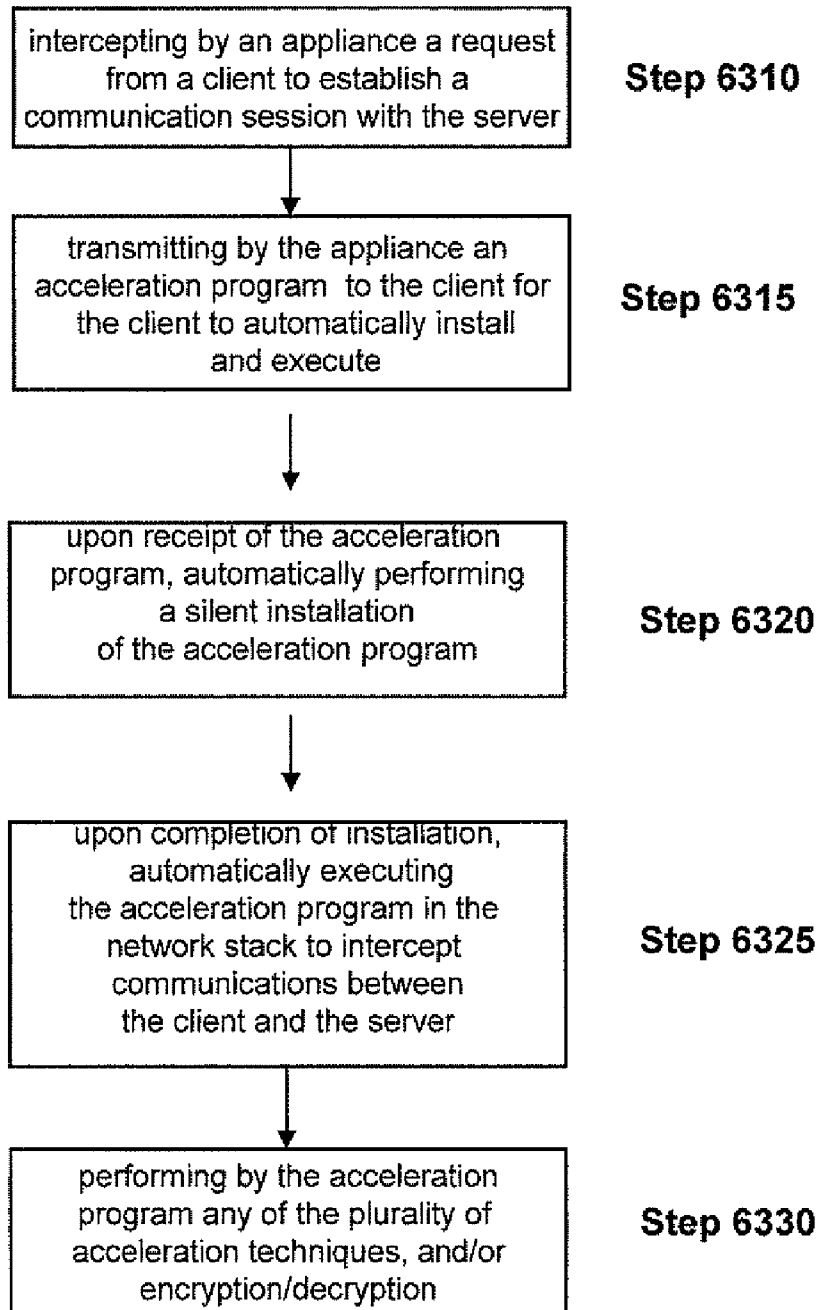 intercepting by an appliance a request
from a client to establish a
communication session with the server
Step 6310
transmitting by the appliance an
acceleration program to the client for
the client to automatically install
and execute
Step 6315
upon receipt of the acceleration
program, automatically performing
a silent installation
of the acceleration program
Step 6320
upon completion of installation,
automatically executing
the acceleration program in the
network stack to intercept
communications between
the client and the server
Step 6325
performing by the acceleration
program any of the plurality of
acceleration techniques, and/or
encryption/decryption
Step 6330